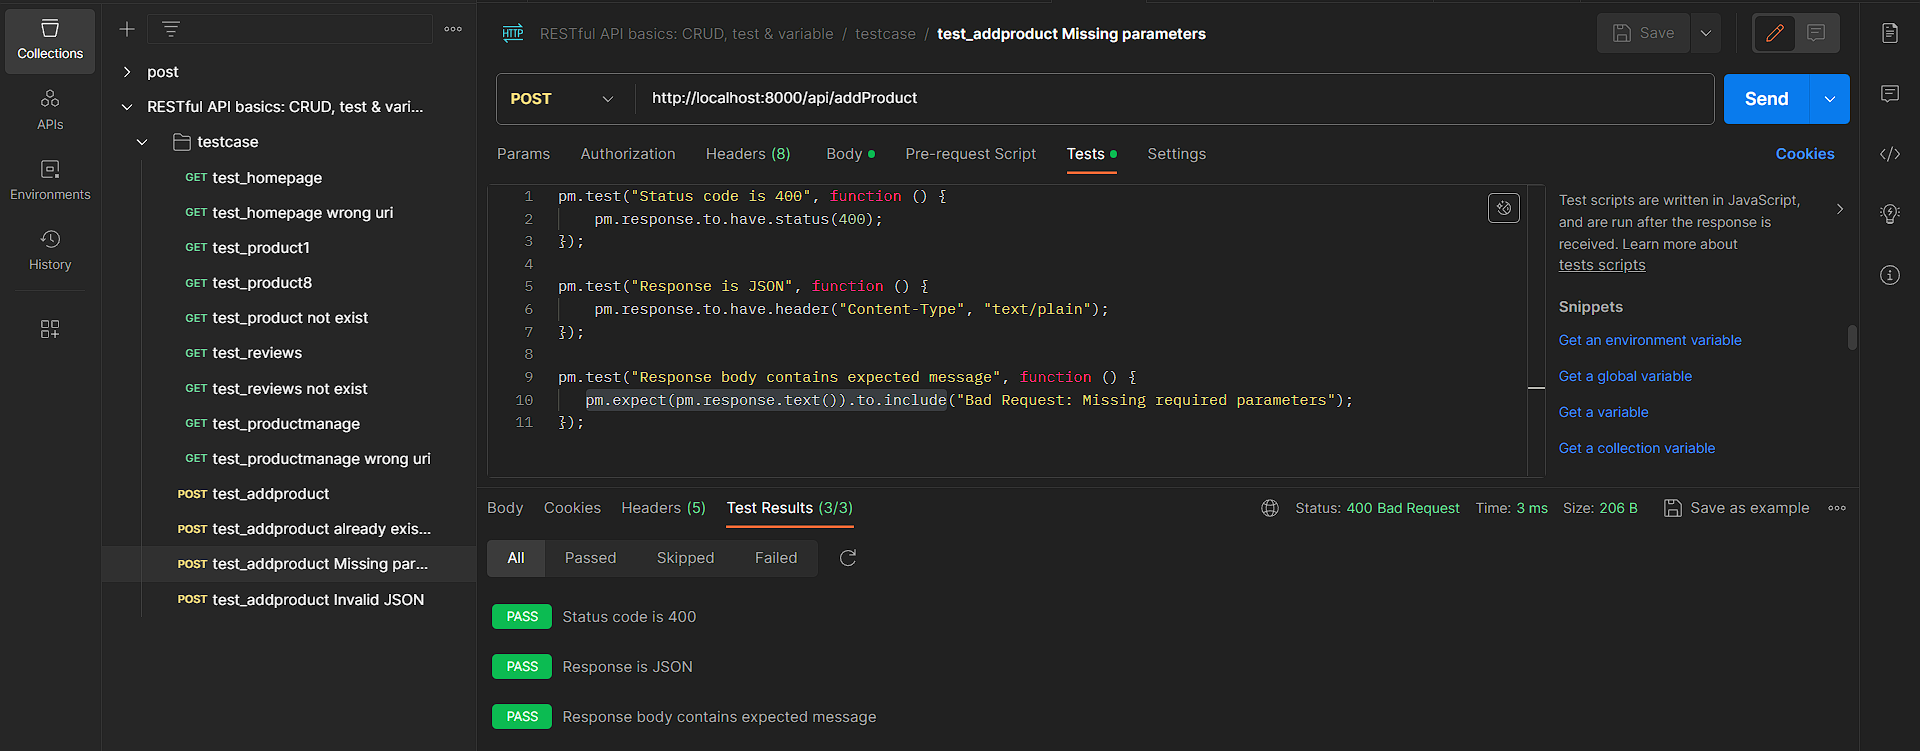 Collections
APIs
Environments
History
post
RESTful API basics: CRUD, test & vari...
testcase
GET test_homepage
GET test_homepage wrong uri
GET test_product1
GET test_product8
GET test_product not exist
GET test_reviews
GET test_reviews not exist
GET test_productmanage
GET test_productmanage wrong uri
POST test_addproduct
POST test_addproduct already exis...
POST test_addproduct Missing par...
POST test_addproduct Invalid JSON
HTTP RESTful API basics: CRUD, test & variable / testcase / test_addproduct Missing parameters
Save
POST http://localhost:8000/api/addProduct
Send
Params Authorization Headers (8) Body Pre-request Script Tests Settings
Cookies
1 pm.test("Status code is 400", function () {
2 pm.response.to.have.status(400);
3 });
4
5 pm.test("Response is JSON", function () {
6 pm.response.to.have.header("Content-Type", "text/plain");
7 });
8
9 pm.test("Response body contains expected message", function () {
10 pm.expect(pm.response.text()).to.include("Bad Request: Missing required parameters");
11 });
Test scripts are written in JavaScript,
and are run after the response is
received. Learn more about
tests scripts
Snippets
Get an environment variable
Get a global variable
Get a variable
Get a collection variable
Body Cookies Headers (5) Test Results (3/3)
Status: 400 Bad Request Time: 3 ms Size: 206 B Save as example
All Passed Skipped Failed
PASS Status code is 400
PASS Response is JSON
PASS Response body contains expected message